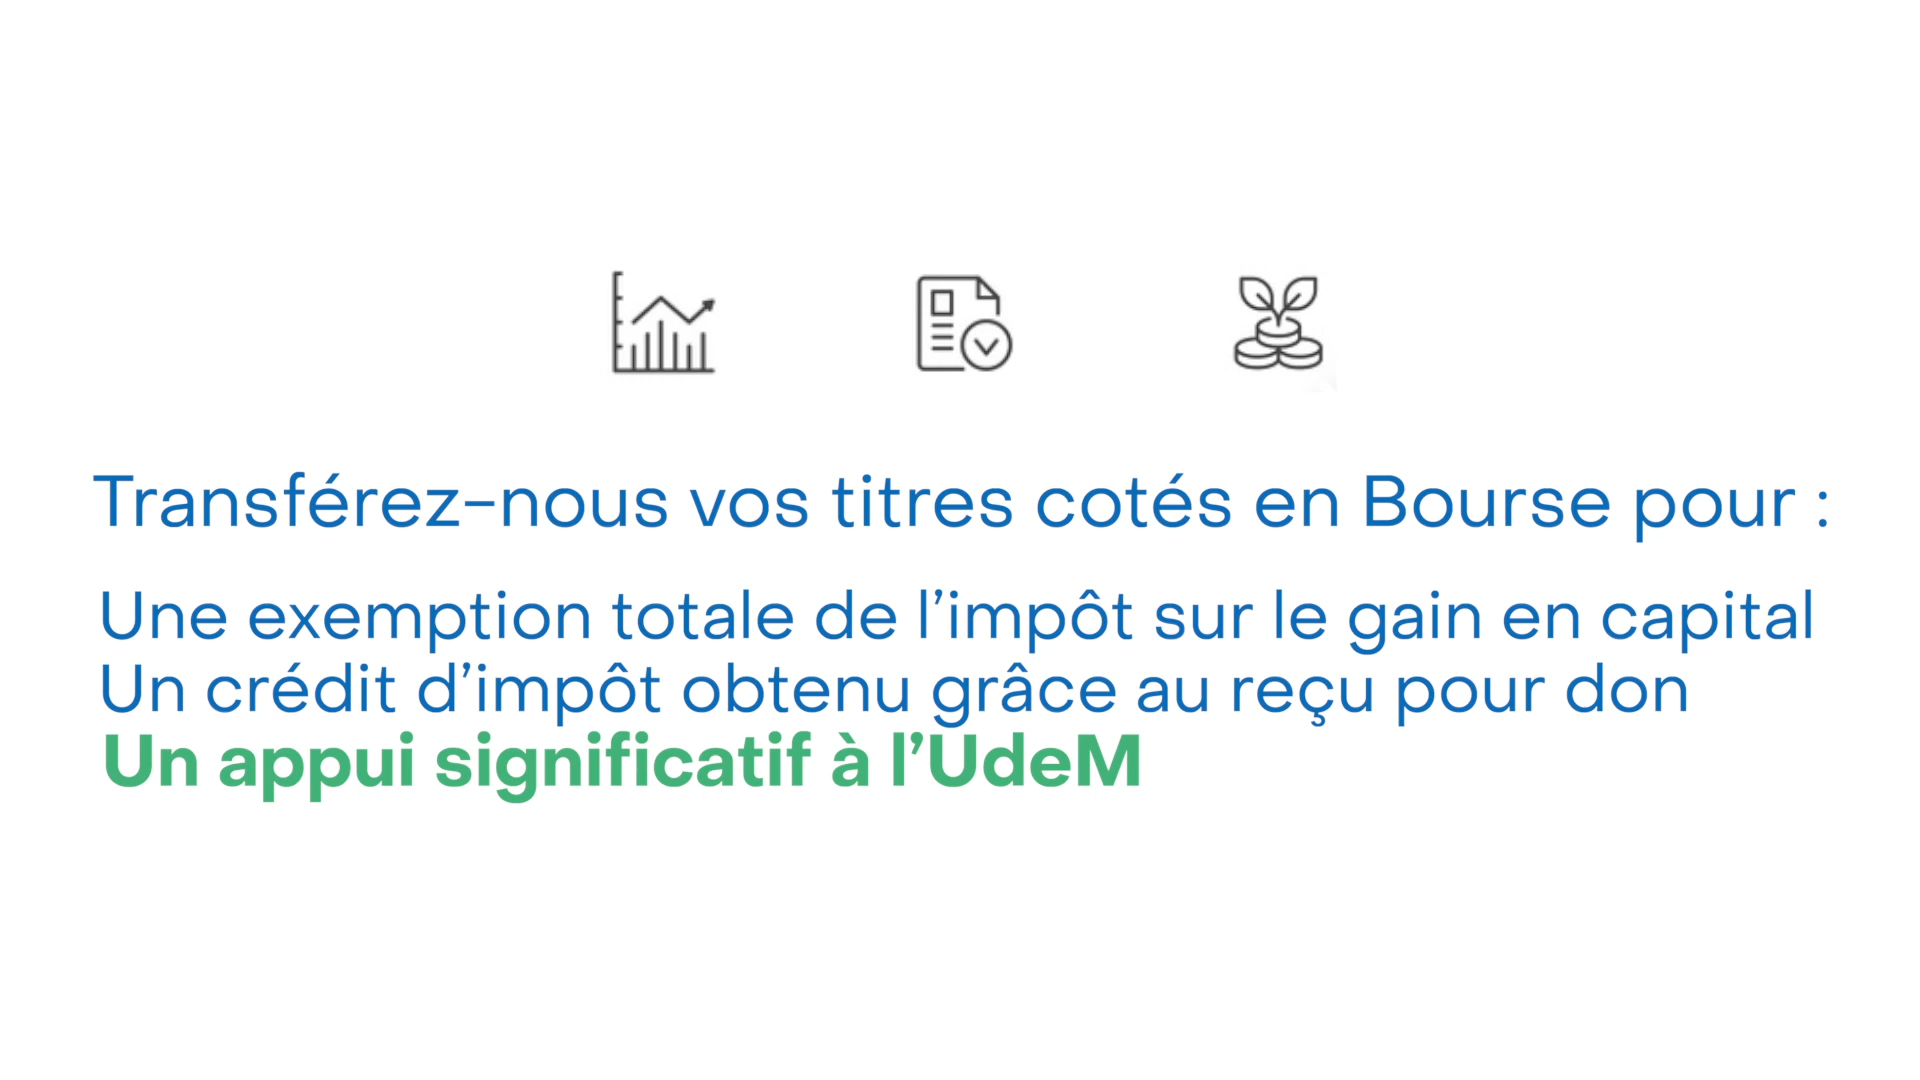 Transférez-nous vos titres cotés en Bourse pour :
Une exemption totale de l’impôt sur le gain en capital
Un crédit d’impôt obtenu grâce au reçu pour don
Un appui significatif à l’UdeM